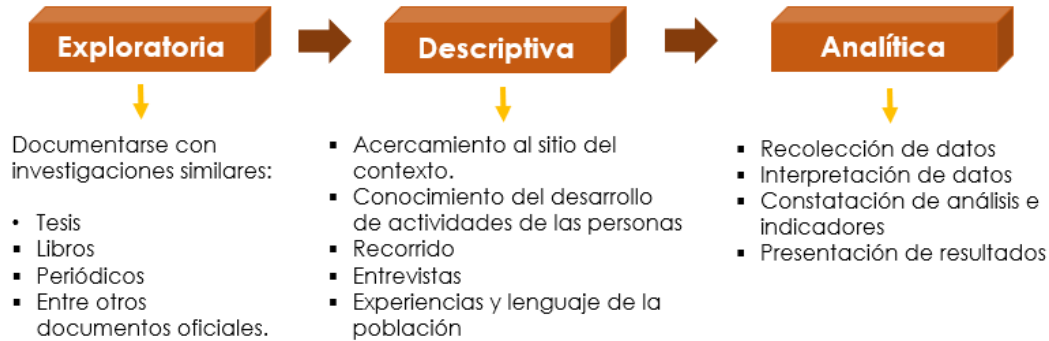 Exploratoria
Documentarse con
investigaciones similares:
• Tesis
▪ Libros
▪ Periódicos
▪ Entre otros
documentos oficiales.
Descriptiva
▪ Acercamiento al sitio del
contexto.
▪ Conocimiento del desarrollo
de actividades de las personas
▪ Recorrido
▪ Entrevistas
▪ Experiencias y lenguaje de la
población
Analítica
▪ Recolección de datos
▪ Interpretación de datos
▪ Constatación de análisis e
indicadores
▪ Presentación de resultados